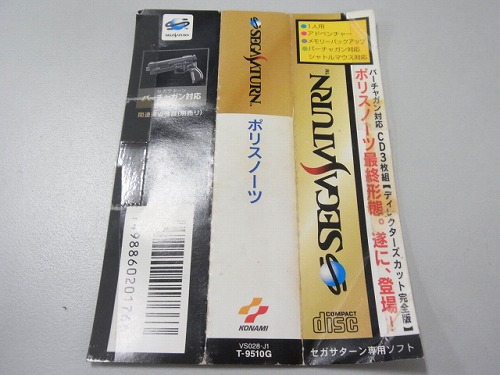 SEGA SATURN
バーチャガン対応
988602017
SEGA SATURN™
ポリスノーツ
KONAMI
VS028-J1
T-9510G
1人用
アドベンチャー
メモリーバックアップ
バーチャガン対応
シャトルマウス対応
SEGA SATURN™
COMPACT
disc
セガサターン専用ソフト
バーチャガン対応 CD3枚組【ディレクターズカット完全版】
ポリスノーツ最終形態。遂に、登場!